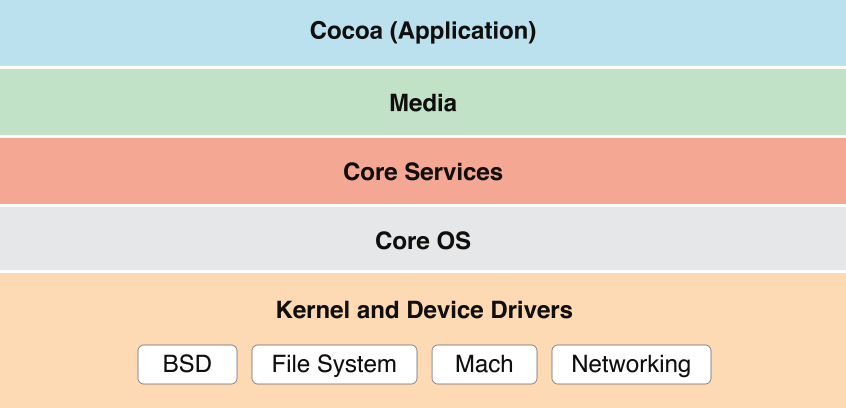 Cocoa (Application)
Media
Core Services
Core OS
Kernel and Device Drivers
BSD File System Mach Networking